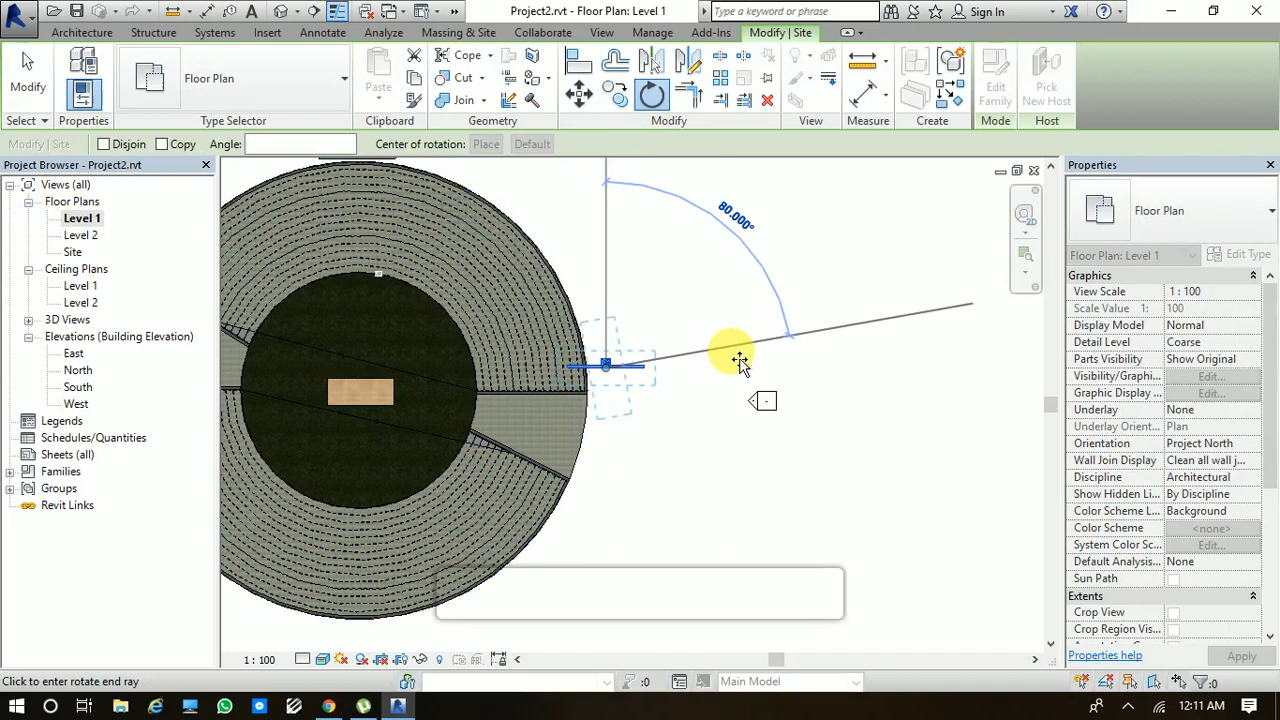 Project2.rvt - Floor Plan: Level 1
Type a keyword or phrase
Sign In
Architecture Structure Systems Insert Annotate Analyze Massing & Site Collaborate View Manage Add-Ins Modify | Site
Modify
Floor Plan
Paste
Cope
Cut
Join
Edit Family
Pick New Host
Select Properties Type Selector Clipboard Geometry Modify View Measure Create Mode Host
Modify | Site Disjoin Copy Angle: Center of rotation: Place Default
Project Browser - Project2.rvt
Views (all)
Floor Plans
Level 1
Level 2
Site
Ceiling Plans
Level 1
Level 2
3D Views
Elevations (Building Elevation)
East
North
South
West
Legends
Schedules/Quantities
Sheets (all)
Families
Groups
Revit Links
80.000°
2D
Properties
Floor Plan
Floor Plan: Level 1 Edit Type
Graphics
View Scale 1 : 100
Scale Value 1: 100
Display Model Normal
Detail Level Coarse
Parts Visibility Show Original
Visibility/Graphi... Edit...
Graphic Display ... Edit...
Underlay None
Underlay Orien... Plan
Orientation Project North
Wall Join Display Clean all wall j...
Discipline Architectural
Show Hidden Li... By Discipline
Color Scheme L... Background
Color Scheme <none>
System Color Sc... Edit...
Default Analysis... None
Sun Path
Extents
Crop View
Crop Region Vi...
Properties help Apply
1 : 100
Click to enter rotate end ray
:0 Main Model :0
12:11 AM